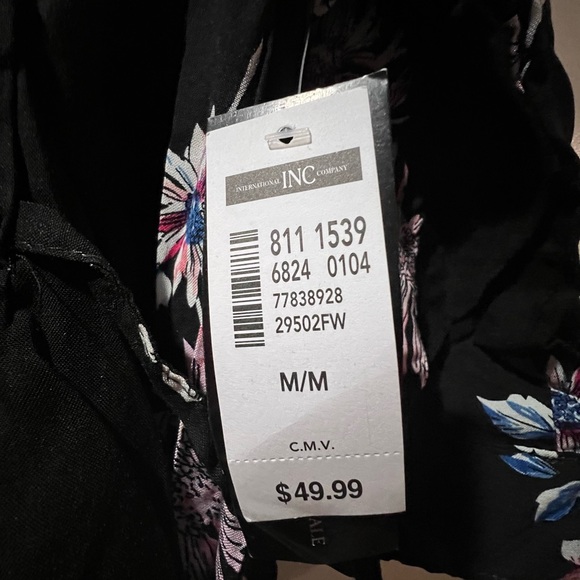 INTERNATIONAL INC COMPANY
811 1539
6824 0104
77838928
29502FW
M/M
C.M.V.
$49.99